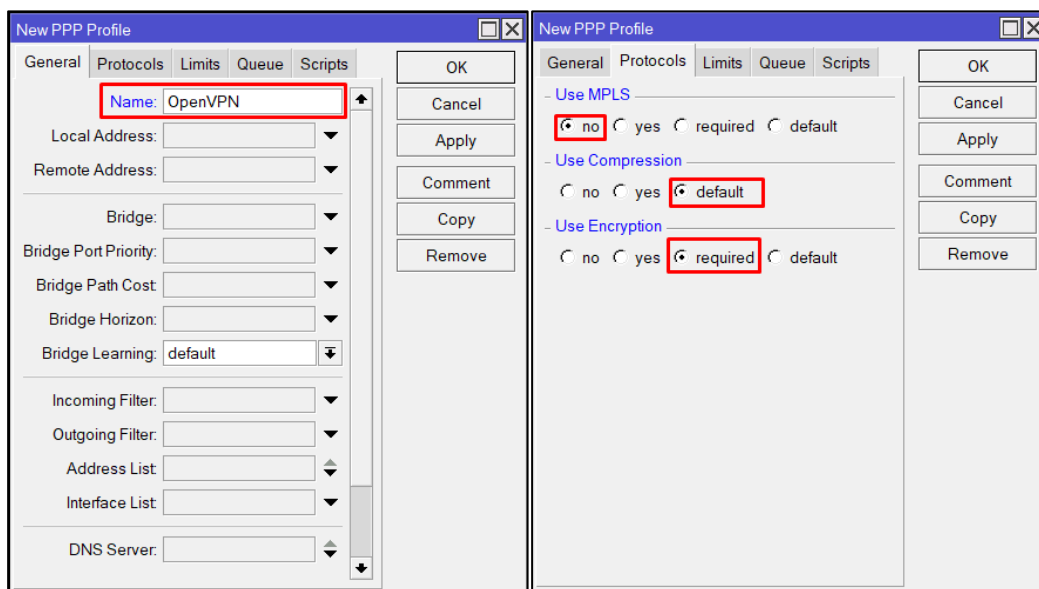 New PPP Profile
General Protocols Limits Queue Scripts
Name: OpenVPN
Local Address:
Remote Address:
Bridge:
Bridge Port Priority:
Bridge Path Cost:
Bridge Horizon:
Bridge Learning: default
Incoming Filter:
Outgoing Filter:
Address List:
Interface List:
DNS Server:
OK
Cancel
Apply
Comment
Copy
Remove
New PPP Profile
General Protocols Limits Queue Scripts
Use MPLS
no yes required default
Use Compression
no yes default
Use Encryption
no yes required default
OK
Cancel
Apply
Comment
Copy
Remove